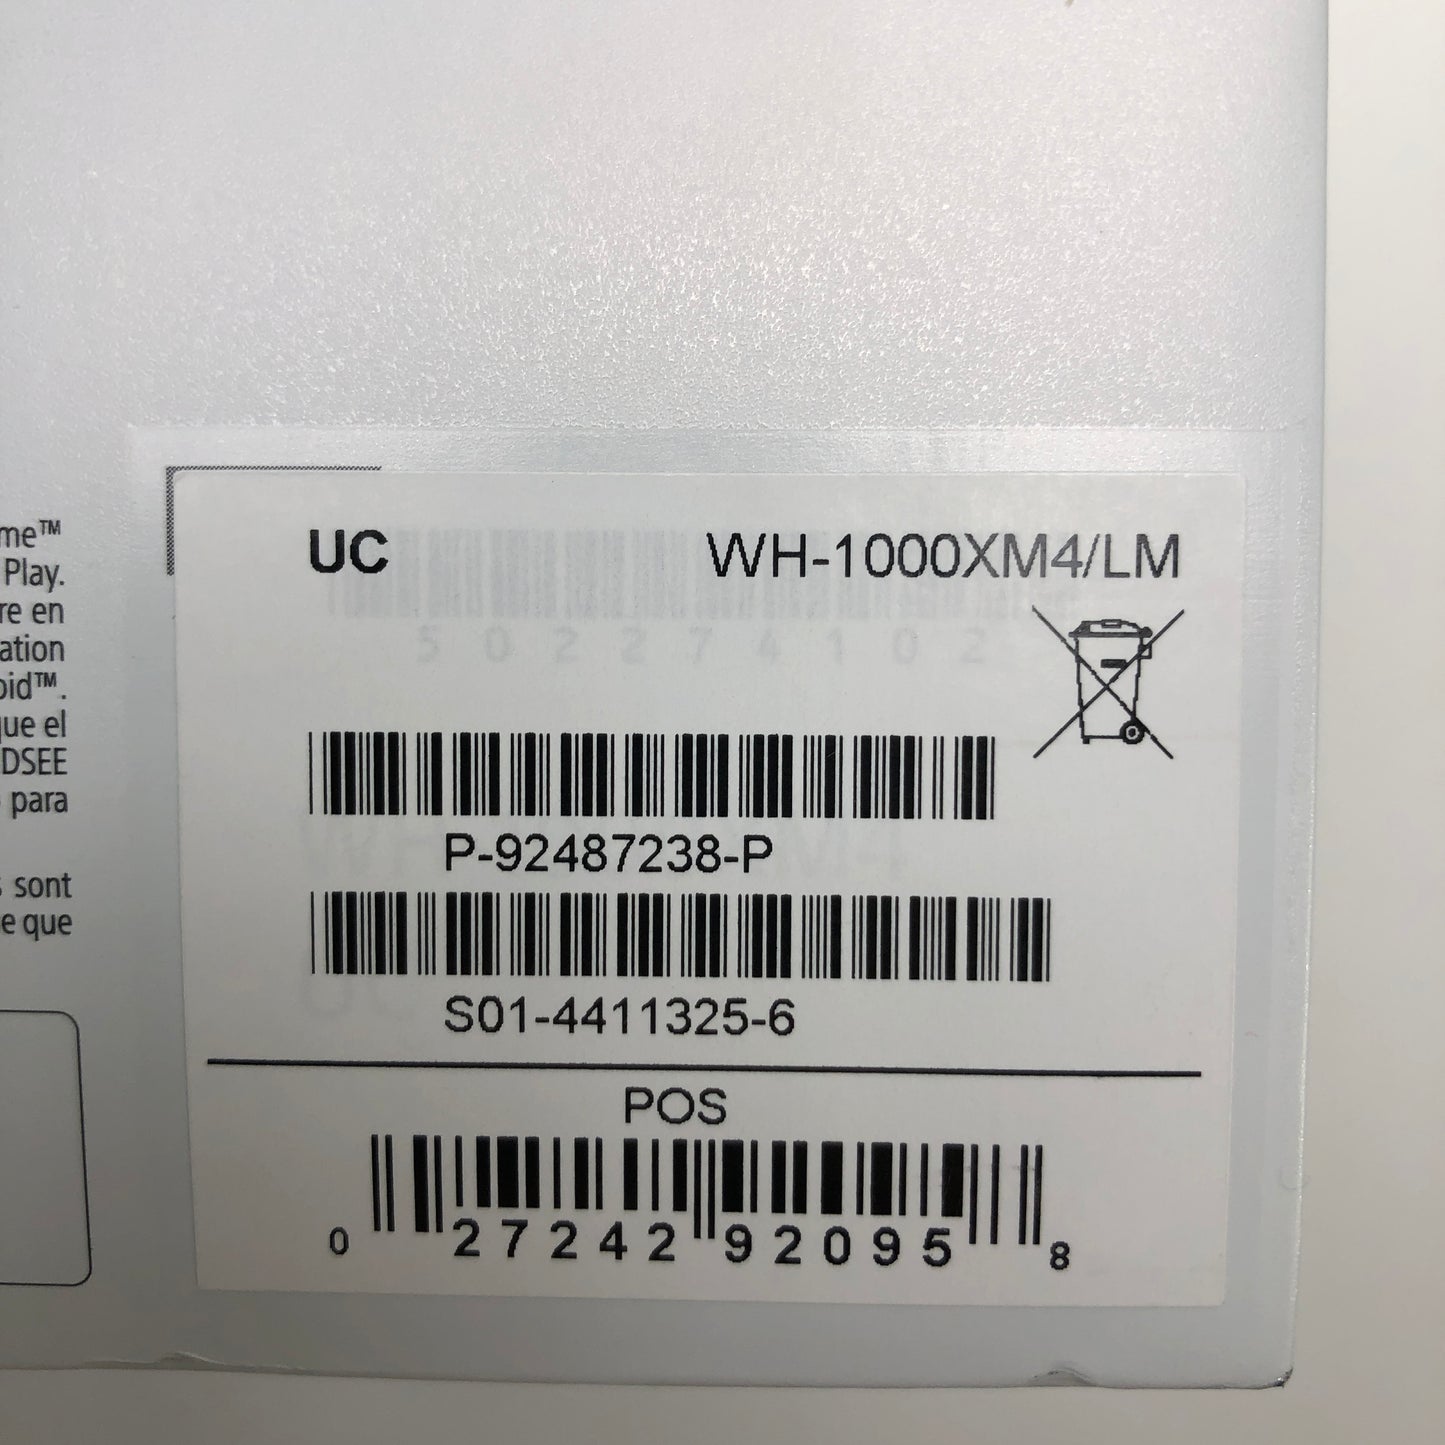 me™
Play.
re en
ation
oid™.
que el
DSEE
para
s sont
e que
UC
WH-1000XM4/LM
502274102
P-92487238-P
S01-4411325-6
POS
0 27242 92095 8